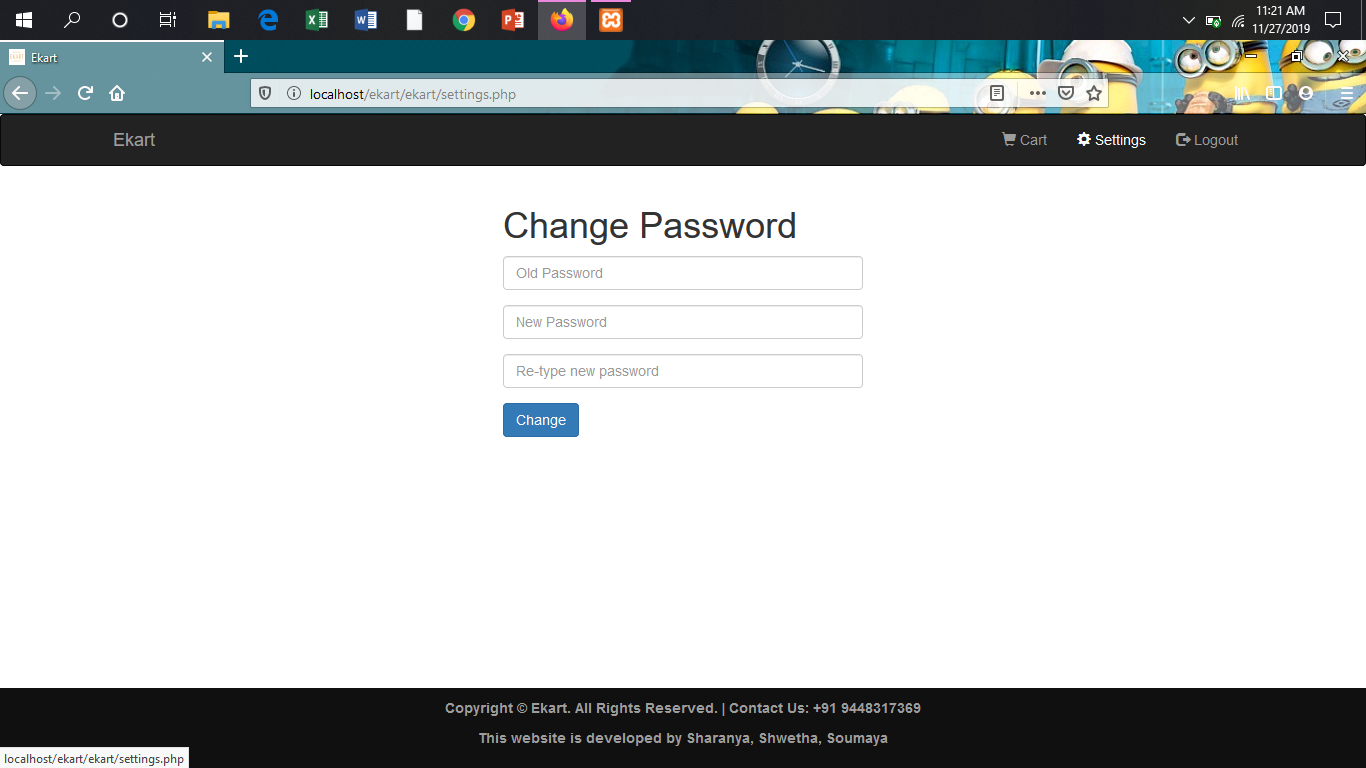 11:21 AM
11/27/2019
Ekart
localhost/ekart/ekart/settings.php
Ekart
Cart
Settings
Logout
Change Password
Old Password
New Password
Re-type new password
Change
Copyright © Ekart. All Rights Reserved. | Contact Us: +91 9448317369
This website is developed by Sharanya, Shwetha, Soumaya
localhost/ekart/ekart/settings.php